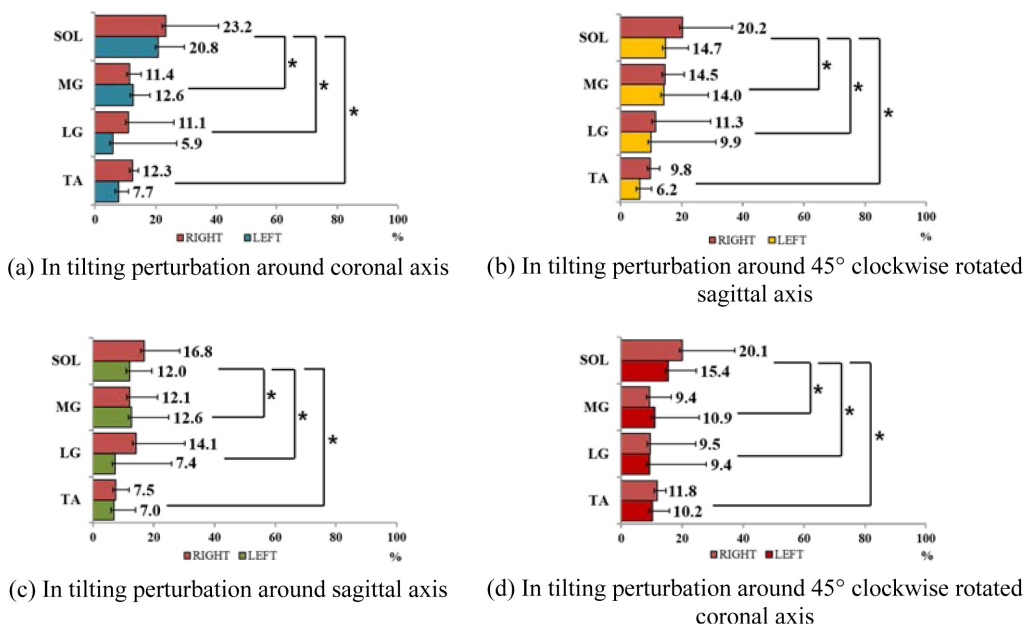 SOL 23.2
20.8
*
MG 11.4
12.6
*
LG 11.1
5.9
*
TA 12.3
7.7
0 20 40 60 80 100
RIGHT LEFT %
(a) In tilting perturbation around coronal axis
SOL 20.2
14.7
*
MG 14.5
14.0
*
LG 11.3
9.9
*
TA 9.8
6.2
0 20 40 60 80 100
RIGHT LEFT %
(b) In tilting perturbation around 45° clockwise rotated
sagittal axis
SOL 16.8
12.0
*
MG 12.1
12.6
*
LG 14.1
7.4
*
TA 7.5
7.0
0 20 40 60 80 100
RIGHT LEFT %
(c) In tilting perturbation around sagittal axis
SOL 20.1
15.4
*
MG 9.4
10.9
*
LG 9.5
9.4
*
TA 11.8
10.2
0 20 40 60 80 100
RIGHT LEFT %
(d) In tilting perturbation around 45° clockwise rotated
coronal axis